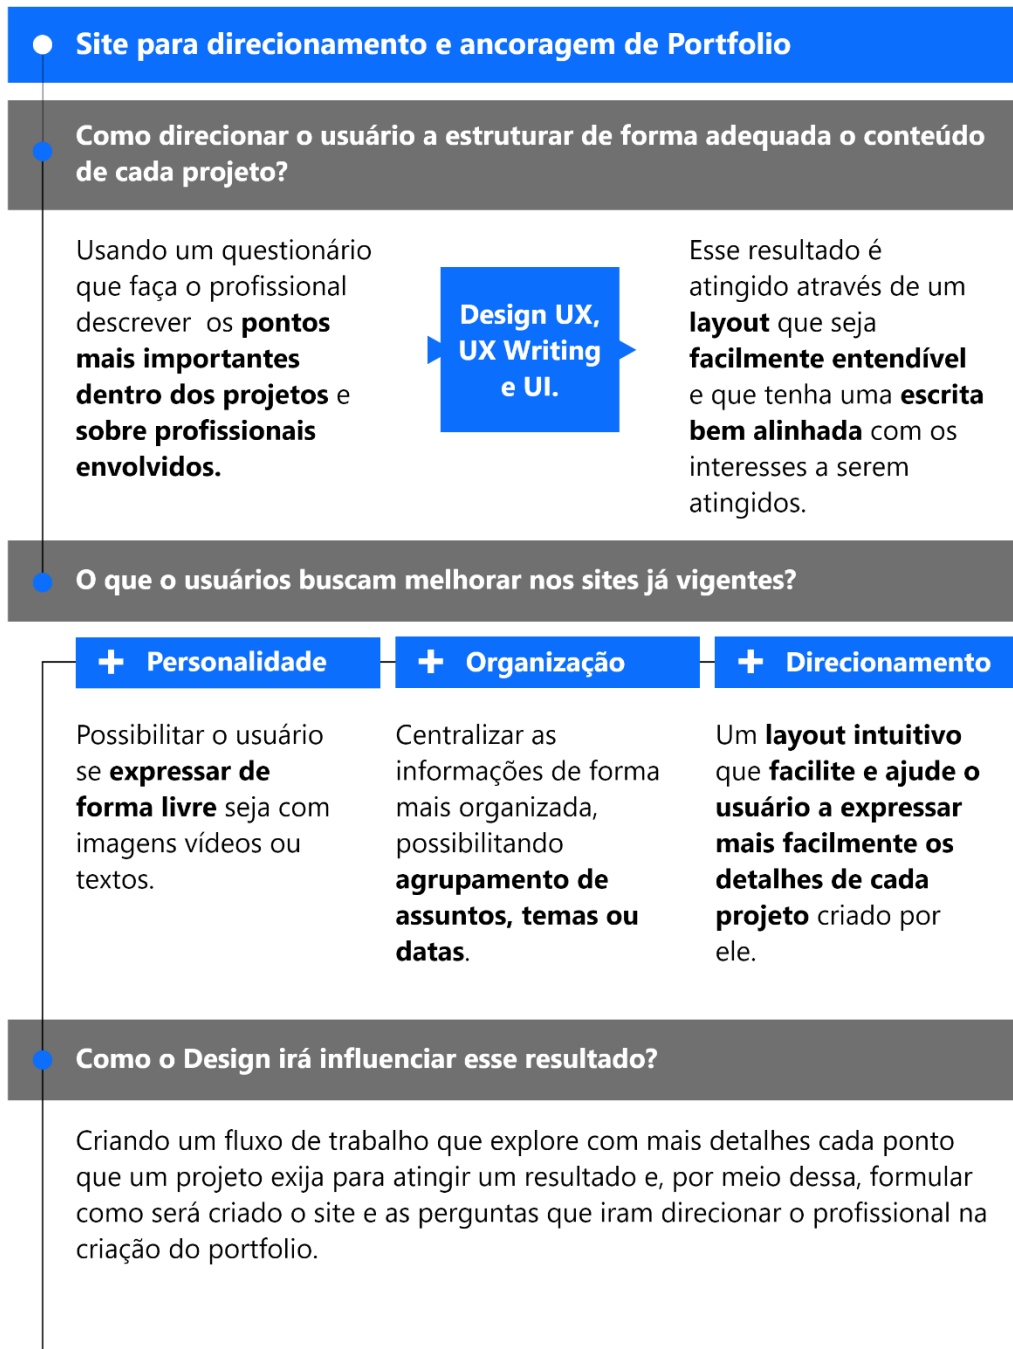 Site para direcionamento e ancoragem de Portfolio
Como direcionar o usuário a estruturar de forma adequada o conteúdo
de cada projeto?
Usando um questionário
que faça o profissional
descrever  os pontos
mais importantes
dentro dos projetos e
sobre profissionais
envolvidos.
Design UX,
UX Writing
e UI.
Esse resultado é
atingido através de um
layout que seja
facilmente entendível
e que tenha uma escrita
bem alinhada com os
interesses a serem
atingidos.
O que o usuários buscam melhorar nos sites já vigentes?
+ Personalidade
Possibilitar o usuário
se expressar de
forma livre seja com
imagens vídeos ou
textos.
+ Organização
Centralizar as
informações de forma
mais organizada,
possibilitando
agrupamento de
assuntos, temas ou
datas.
+ Direcionamento
Um layout intuitivo
que facilite e ajude o
usuário a expressar
mais facilmente os
detalhes de cada
projeto criado por
ele.
Como o Design irá influenciar esse resultado?
Criando um fluxo de trabalho que explore com mais detalhes cada ponto
que um projeto exija para atingir um resultado e, por meio dessa, formular
como será criado o site e as perguntas que iram direcionar o profissional na
criação do portfolio.